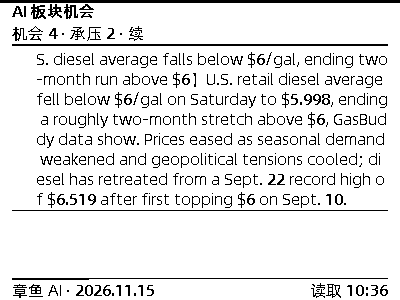 AI 板块机会
机会 4 · 承压 2 · 续
S. diesel average falls below $6/gal, ending two
-month run above $6】U.S. retail diesel average
fell below $6/gal on Saturday to $5.998, ending
a roughly two-month stretch above $6, GasBud
dy data show. Prices eased as seasonal demand
weakened and geopolitical tensions cooled; di
esel has retreated from a Sept. 22 record high o
f $6.519 after first topping $6 on Sept. 10.
章鱼 AI · 2026.11.15
读取 10:36